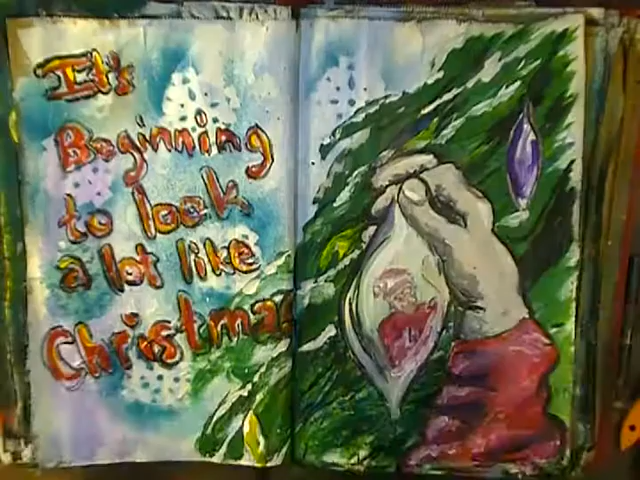 It's
Beginning
to look
a lot like
Christmas